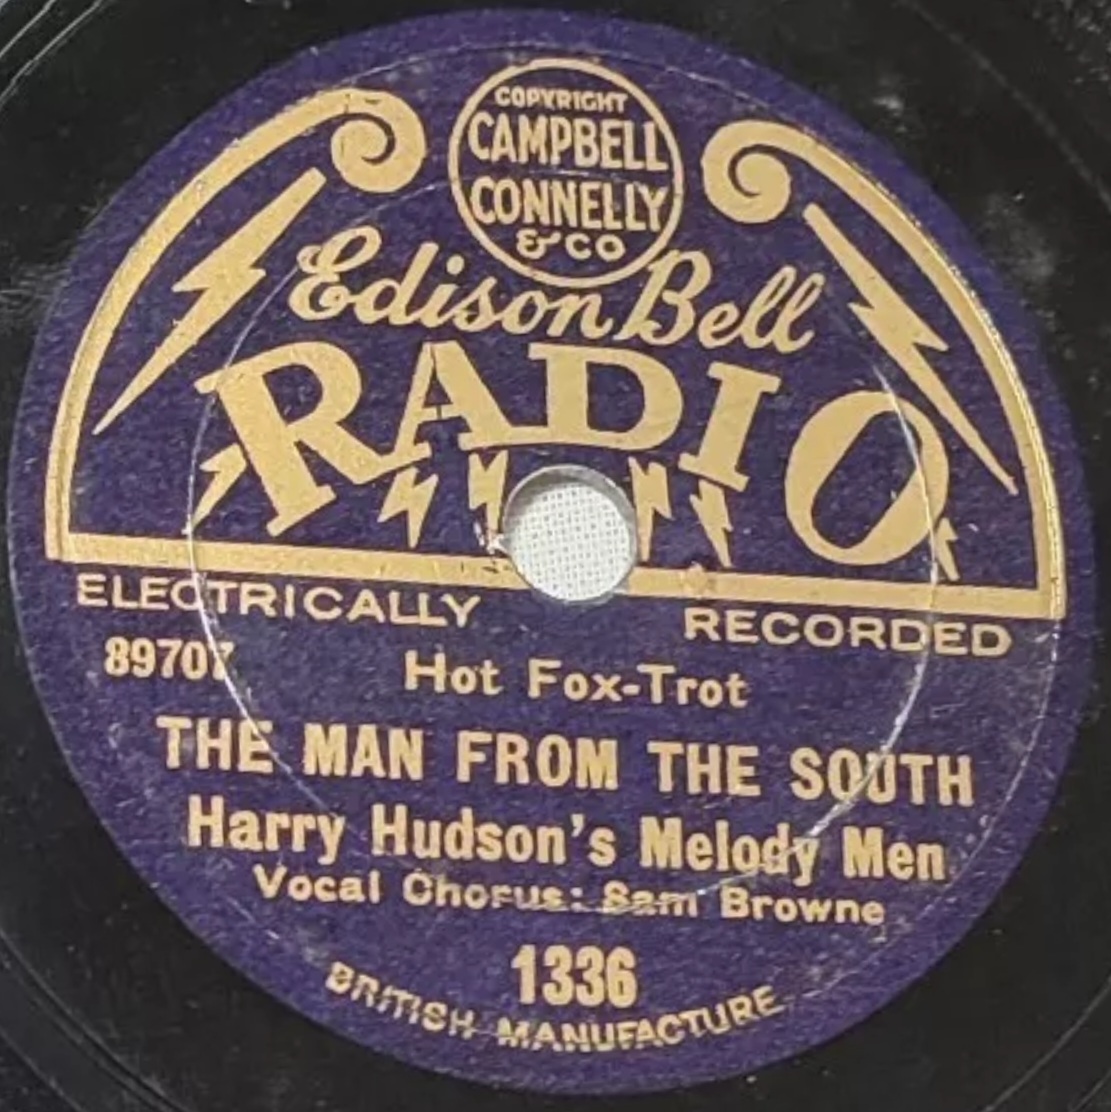 COPYRIGHT
CAMPBELL
CONNELLY
& CO
Edison Bell
RADIO
ELECTRICALLY RECORDED
89707
Hot Fox-Trot
THE MAN FROM THE SOUTH
Harry Hudson's Melody Men
Vocal Chorus: Sam Browne
1336
BRITISH MANUFACTURE